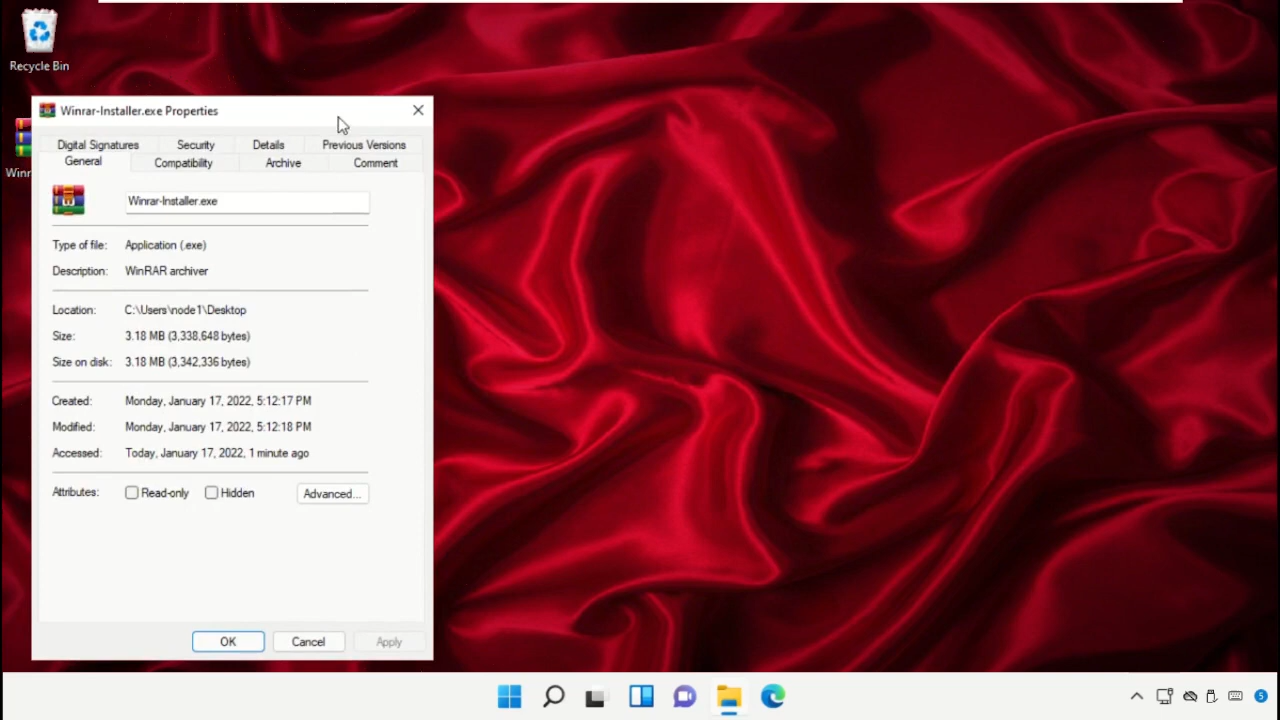 Recycle Bin
Winr
Winrar-Installer.exe Properties
Digital Signatures Security Details Previous Versions
General Compatibility Archive Comment
Winrar-Installer.exe
Type of file: Application (.exe)
Description: WinRAR archiver
Location: C:\Users\node1\Desktop
Size: 3.18 MB (3,338,648 bytes)
Size on disk: 3.18 MB (3,342,336 bytes)
Created: Monday, January 17, 2022, 5:12:17 PM
Modified: Monday, January 17, 2022, 5:12:18 PM
Accessed: Today, January 17, 2022, 1 minute ago
Attributes: Read-only Hidden Advanced...
OK Cancel Apply
5